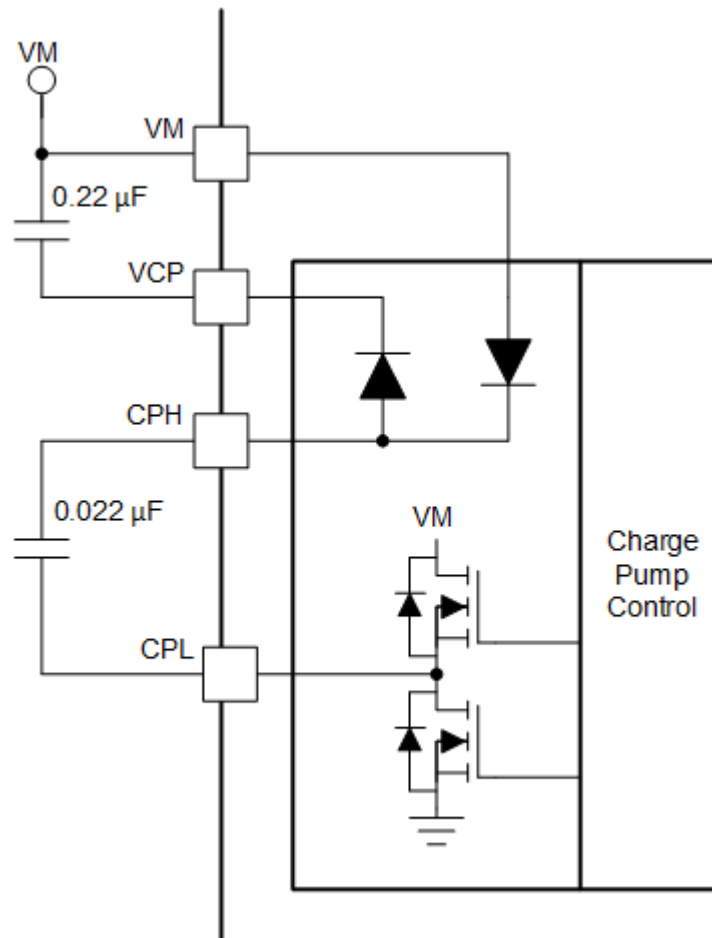 VM
VM
0.22 µF
VCP
CPH
0.022 µF
VM
Charge
Pump
Control
CPL